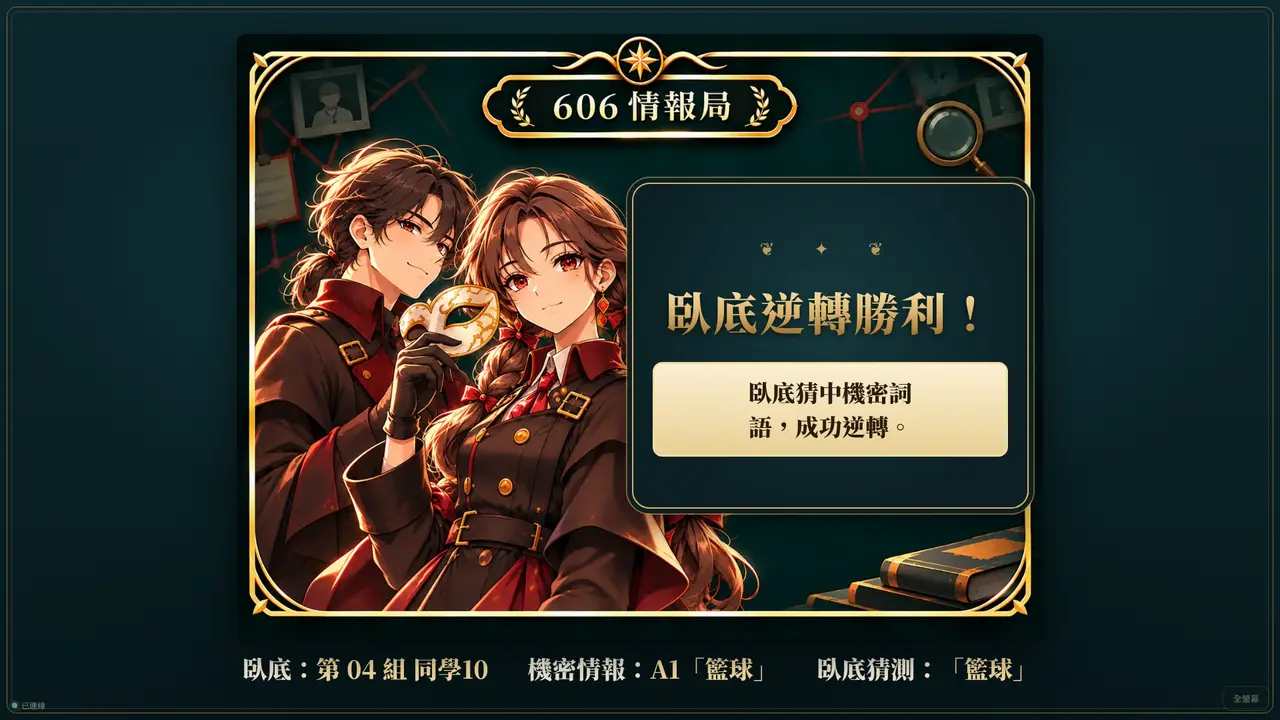 606 情報局
臥底逆轉勝利！
臥底猜中機密詞
語，成功逆轉。
臥底：第 04 組 同學10 機密情報：A1「籃球」 臥底猜測：「籃球」
已連線
全螢幕